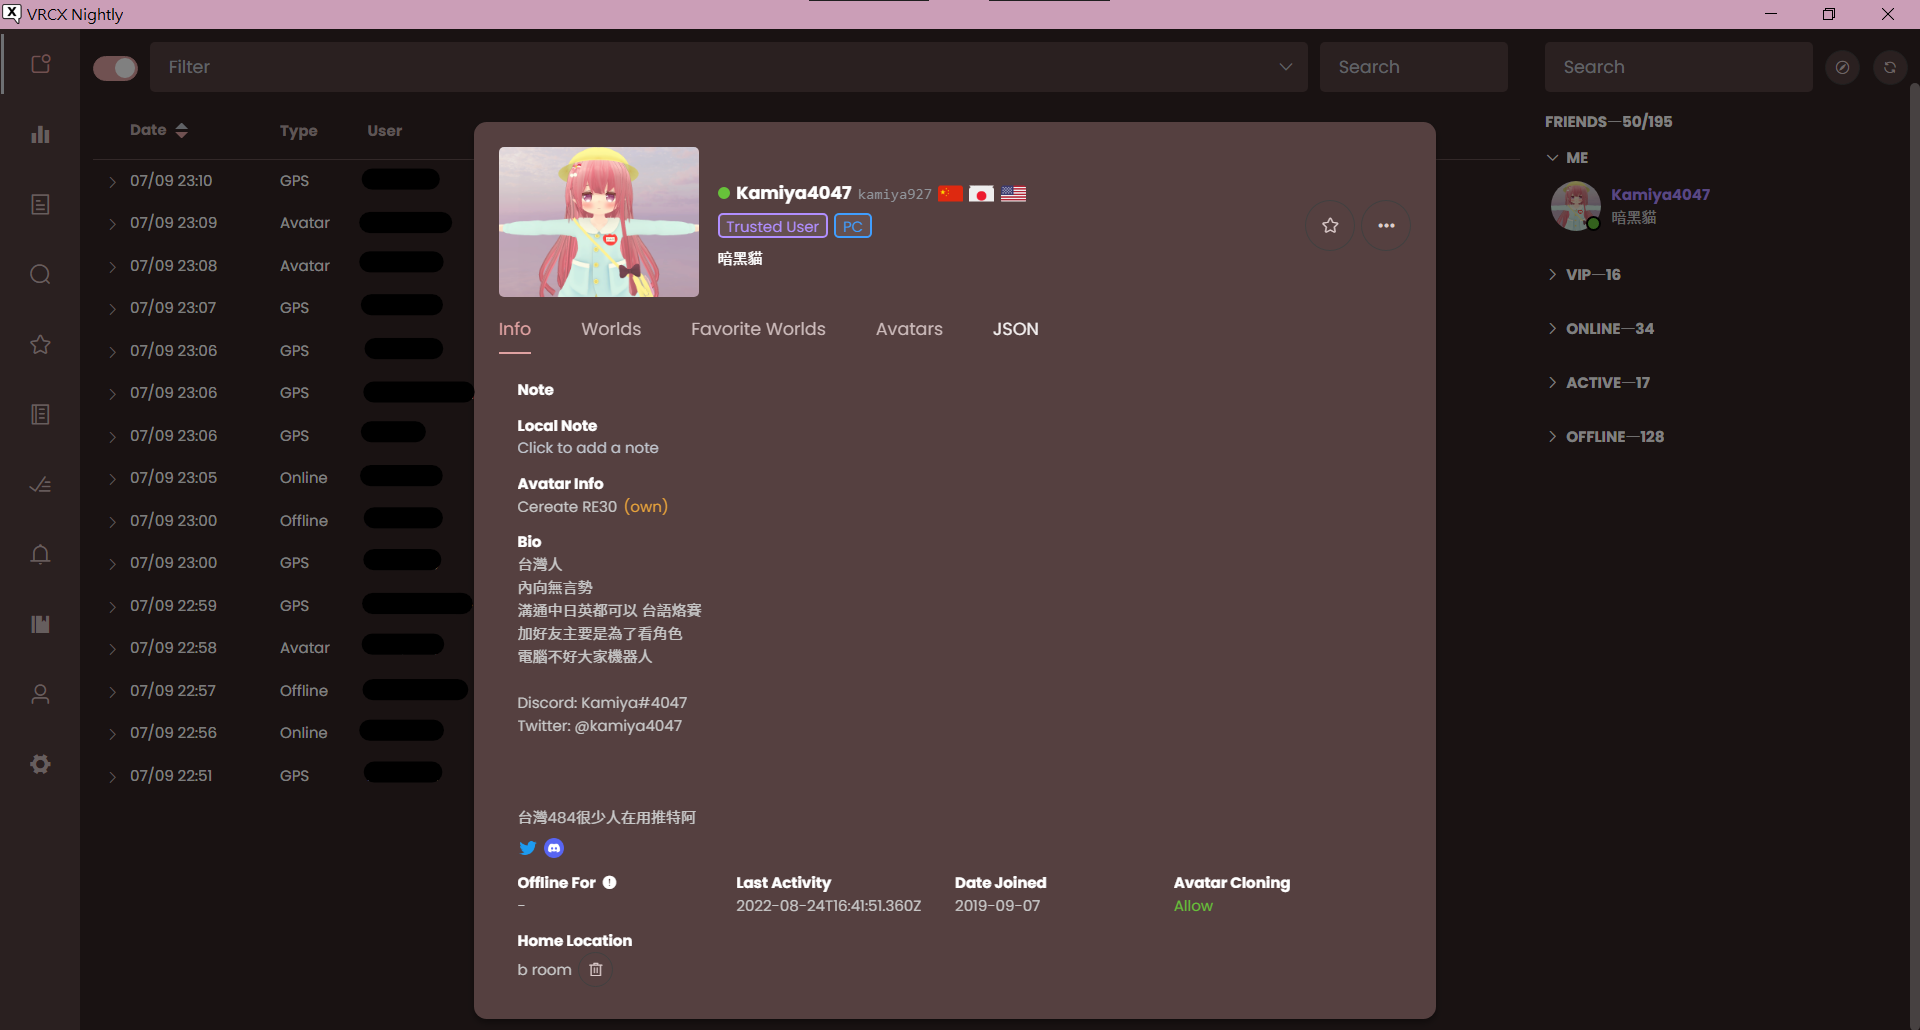 VRCX Nightly
Filter
Search
Search
Date
Type
User
07/09 23:10 GPS
07/09 23:09 Avatar
07/09 23:08 Avatar
07/09 23:07 GPS
07/09 23:06 GPS
07/09 23:06 GPS
07/09 23:06 GPS
07/09 23:05 Online
07/09 23:00 Offline
07/09 23:00 GPS
07/09 22:59 GPS
07/09 22:58 Avatar
07/09 22:57 Offline
07/09 22:56 Online
07/09 22:51 GPS
Kamiya4047 kamiya927
Trusted User PC
暗黑貓
Info Worlds Favorite Worlds Avatars JSON
Note
Local Note
Click to add a note
Avatar Info
Cereate RE30 (own)
Bio
台灣人
內向無言勢
溝通中日英都可以 台語烙賽
加好友主要是為了看角色
電腦不好大家機器人
Discord: Kamiya#4047
Twitter: @kamiya4047
台灣484很少人在用推特阿
Offline For
-
Last Activity
2022-08-24T16:41:51.360Z
Date Joined
2019-09-07
Avatar Cloning
Allow
Home Location
b room
FRIENDS—50/195
ME
Kamiya4047
暗黑貓
VIP—16
ONLINE—34
ACTIVE—17
OFFLINE—128